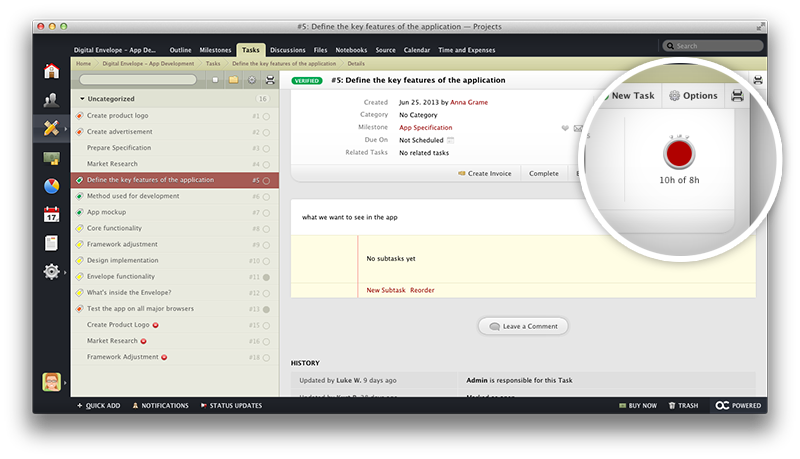 #5: Define the key features of the application — Projects
Digital Envelope – App De... Outline Milestones Tasks Discussions Files Notebooks Source Calendar Time and Expenses
Search
Home Digital Envelope – App Development Tasks Define the key features of the application Details
Uncategorized 16
Create product logo #1
Create advertisement #2
Prepare Specification #3
Market Research #4
Define the key features of the application #5
Method used for development #6
App mockup #7
Core functionality #8
Framework adjustment #9
Design implementation #10
Envelope functionality #11
What's inside the Envelope? #12
Test the app on all major browsers #13
Create Product Logo #15
Market Research #16
Framework Adjustment #18
17
VERIFIED #5: Define the key features of the application
Created Jun 25, 2013 by Anna Grame
Category No Category
Milestone App Specification
Due On Not Scheduled
Related Tasks No related tasks
Create Invoice Complete
New Task Options
10h of 8h
what we want to see in the app
No subtasks yet
New Subtask Reorder
Leave a Comment
HISTORY
Updated by Luke W. 9 days ago Admin is responsible for this Task
QUICK ADD NOTIFICATIONS STATUS UPDATES BUY NOW TRASH POWERED